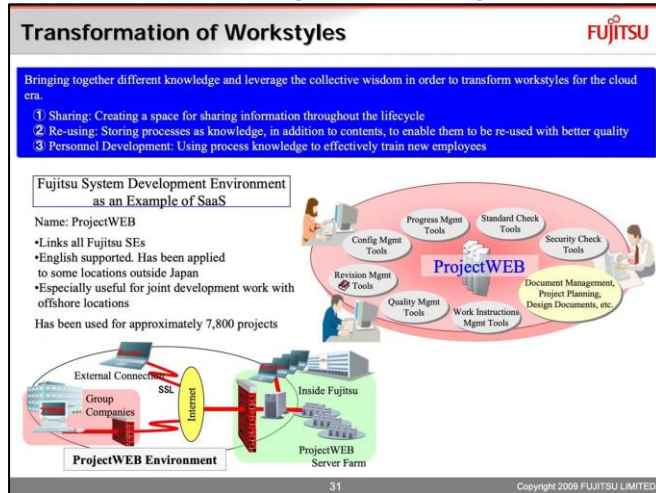 Transformation of Workstyles
FUJITSU
Bringing together different knowledge and leverage the collective wisdom in order to transform workstyles for the cloud
era.
① Sharing: Creating a space for sharing information throughout the lifecycle
② Re-using: Storing processes as knowledge, in addition to contents, to enable them to be re-used with better quality
③ Personnel Development: Using process knowledge to effectively train new employees
Fujitsu System Development Environment
as an Example of SaaS
Name: ProjectWEB
•Links all Fujitsu SEs
•English supported. Has been applied
to some locations outside Japan
•Especially useful for joint development work with
offshore locations
Has been used for approximately 7,800 projects
Progress Mgmt
Tools
Standard Check
Tools
Config Mgmt
Tools
Security Check
Tools
ProjectWEB
Revision Mgmt
Tools
Document Management,
Project Planning,
Design Documents, etc.
Quality Mgmt
Tools
Work Instructions
Mgmt Tools
External Connection
SSL
Group
Companies
Internet
Inside Fujitsu
ProjectWEB
Server Farm
ProjectWEB Environment
31
Copyright 2009 FUJITSU LIMITED